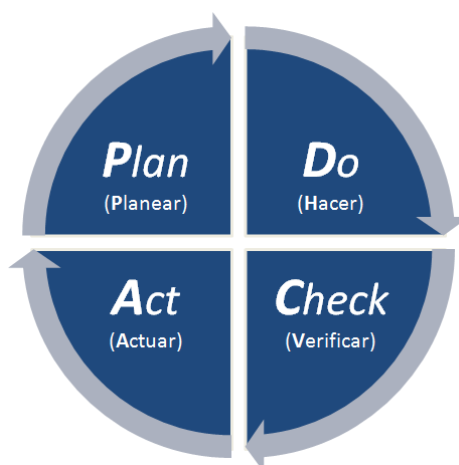 Plan
(Planear)
Do
(Hacer)
Act
(Actuar)
Check
(Verificar)